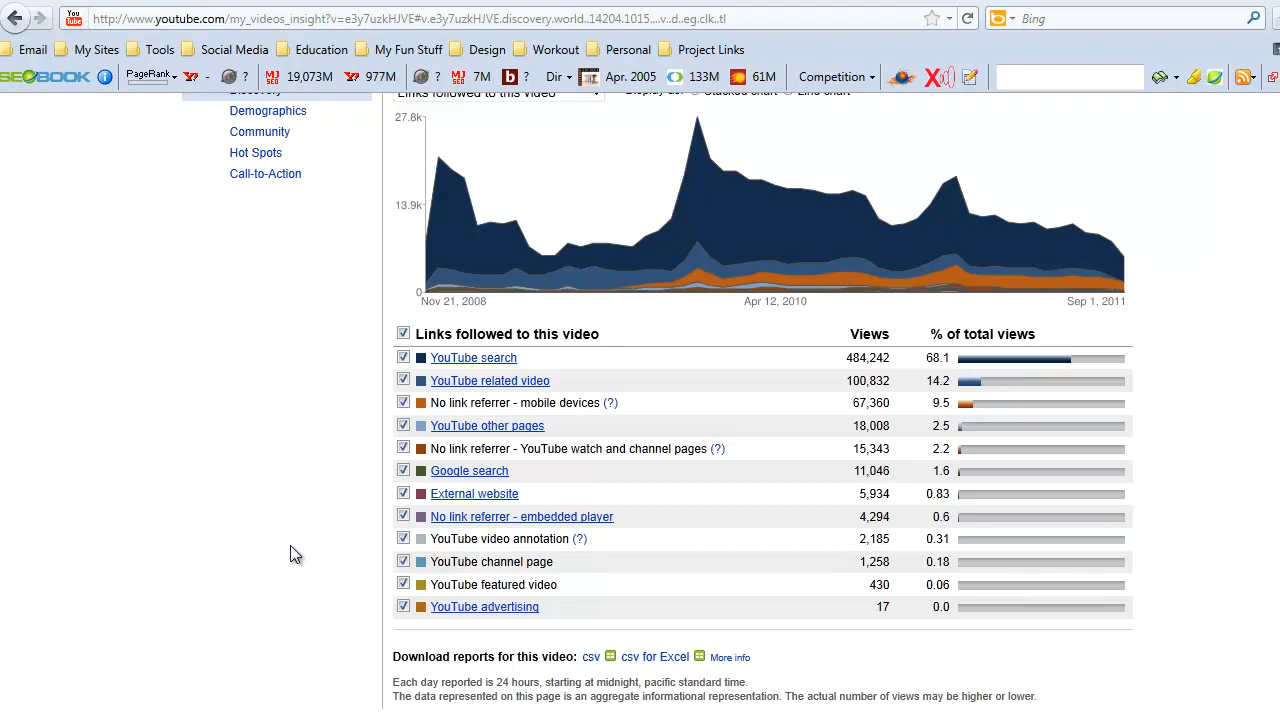 You Tube http://www.youtube.com/my_videos_insight?v=e3y7uzkHJVE#v.e3y7uzkHJVE.discovery.world..14204.1015....v..d..eg.clk..tl Bing
Email My Sites Tools Social Media Education My Fun Stuff Design Workout Personal Project Links
SEOBOOK PageRank - ? 19,073M 977M ? 7M b ? Dir Apr. 2005 133M 61M Competition
Discovery Links followed to this video Display as: Stacked chart Line chart
Demographics
Community
Hot Spots
Call-to-Action
27.8k
13.9k
0
Nov 21, 2008 Apr 12, 2010 Sep 1, 2011
Links followed to this video Views % of total views
YouTube search 484,242 68.1
YouTube related video 100,832 14.2
No link referrer - mobile devices (?) 67,360 9.5
YouTube other pages 18,008 2.5
No link referrer - YouTube watch and channel pages (?) 15,343 2.2
Google search 11,046 1.6
External website 5,934 0.83
No link referrer - embedded player 4,294 0.6
YouTube video annotation (?) 2,185 0.31
YouTube channel page 1,258 0.18
YouTube featured video 430 0.06
YouTube advertising 17 0.0
Download reports for this video: csv csv for Excel More info
Each day reported is 24 hours, starting at midnight, pacific standard time.
The data represented on this page is an aggregate informational representation. The actual number of views may be higher or lower.